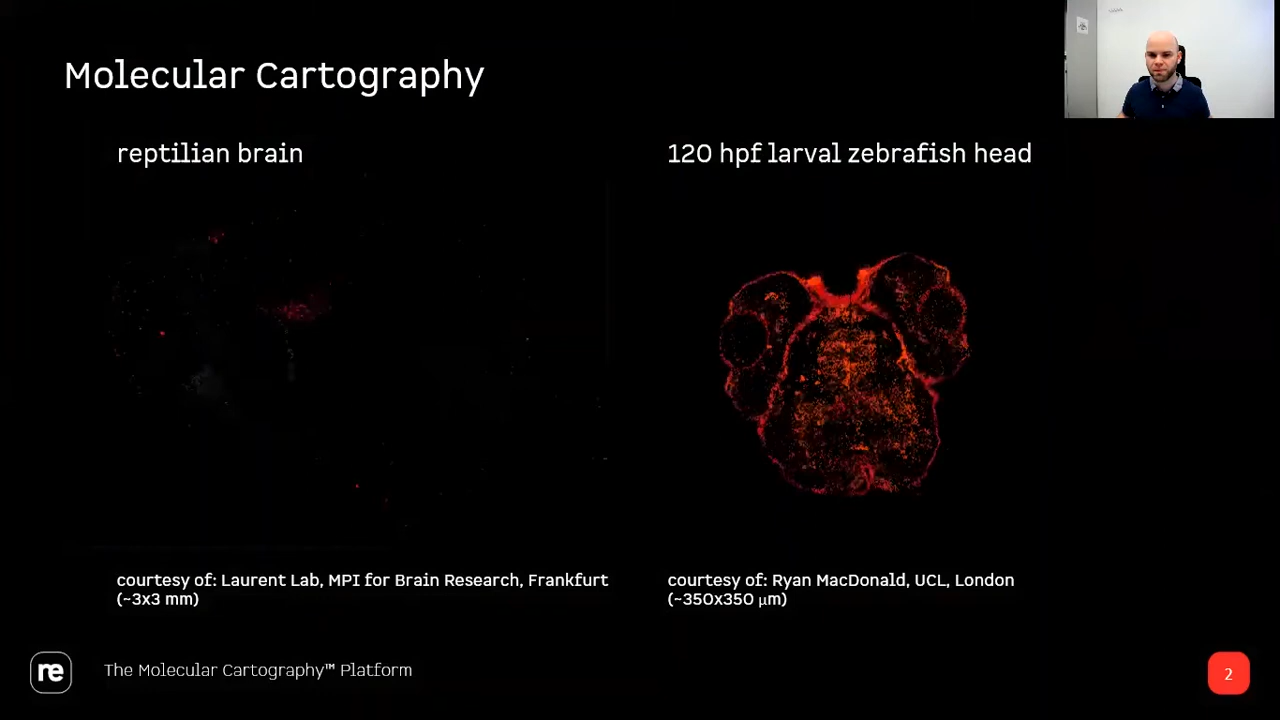 Molecular Cartography
reptilian brain
120 hpf larval zebrafish head
courtesy of: Laurent Lab, MPI for Brain Research, Frankfurt
(~3x3 mm)
courtesy of: Ryan MacDonald, UCL, London
(~350x350 μm)
re
The Molecular Cartography™ Platform
2